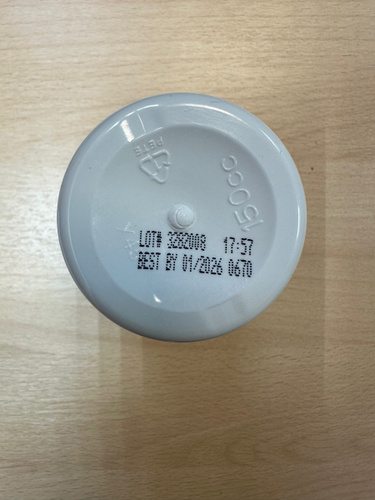 PETE
150cc
LOT# 3282008 17:57
BEST BY 01/2026 0670